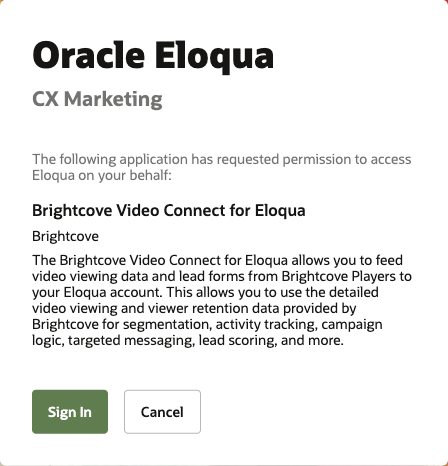 Oracle Eloqua
CX Marketing
The following application has requested permission to access
Eloqua on your behalf:
Brightcove Video Connect for Eloqua
Brightcove
The Brightcove Video Connect for Eloqua allows you to feed
video viewing data and lead forms from Brightcove Players to
your Eloqua account. This allows you to use the detailed
video viewing and viewer retention data provided by
Brightcove for segmentation, activity tracking, campaign
logic, targeted messaging, lead scoring, and more.
Sign In
Cancel